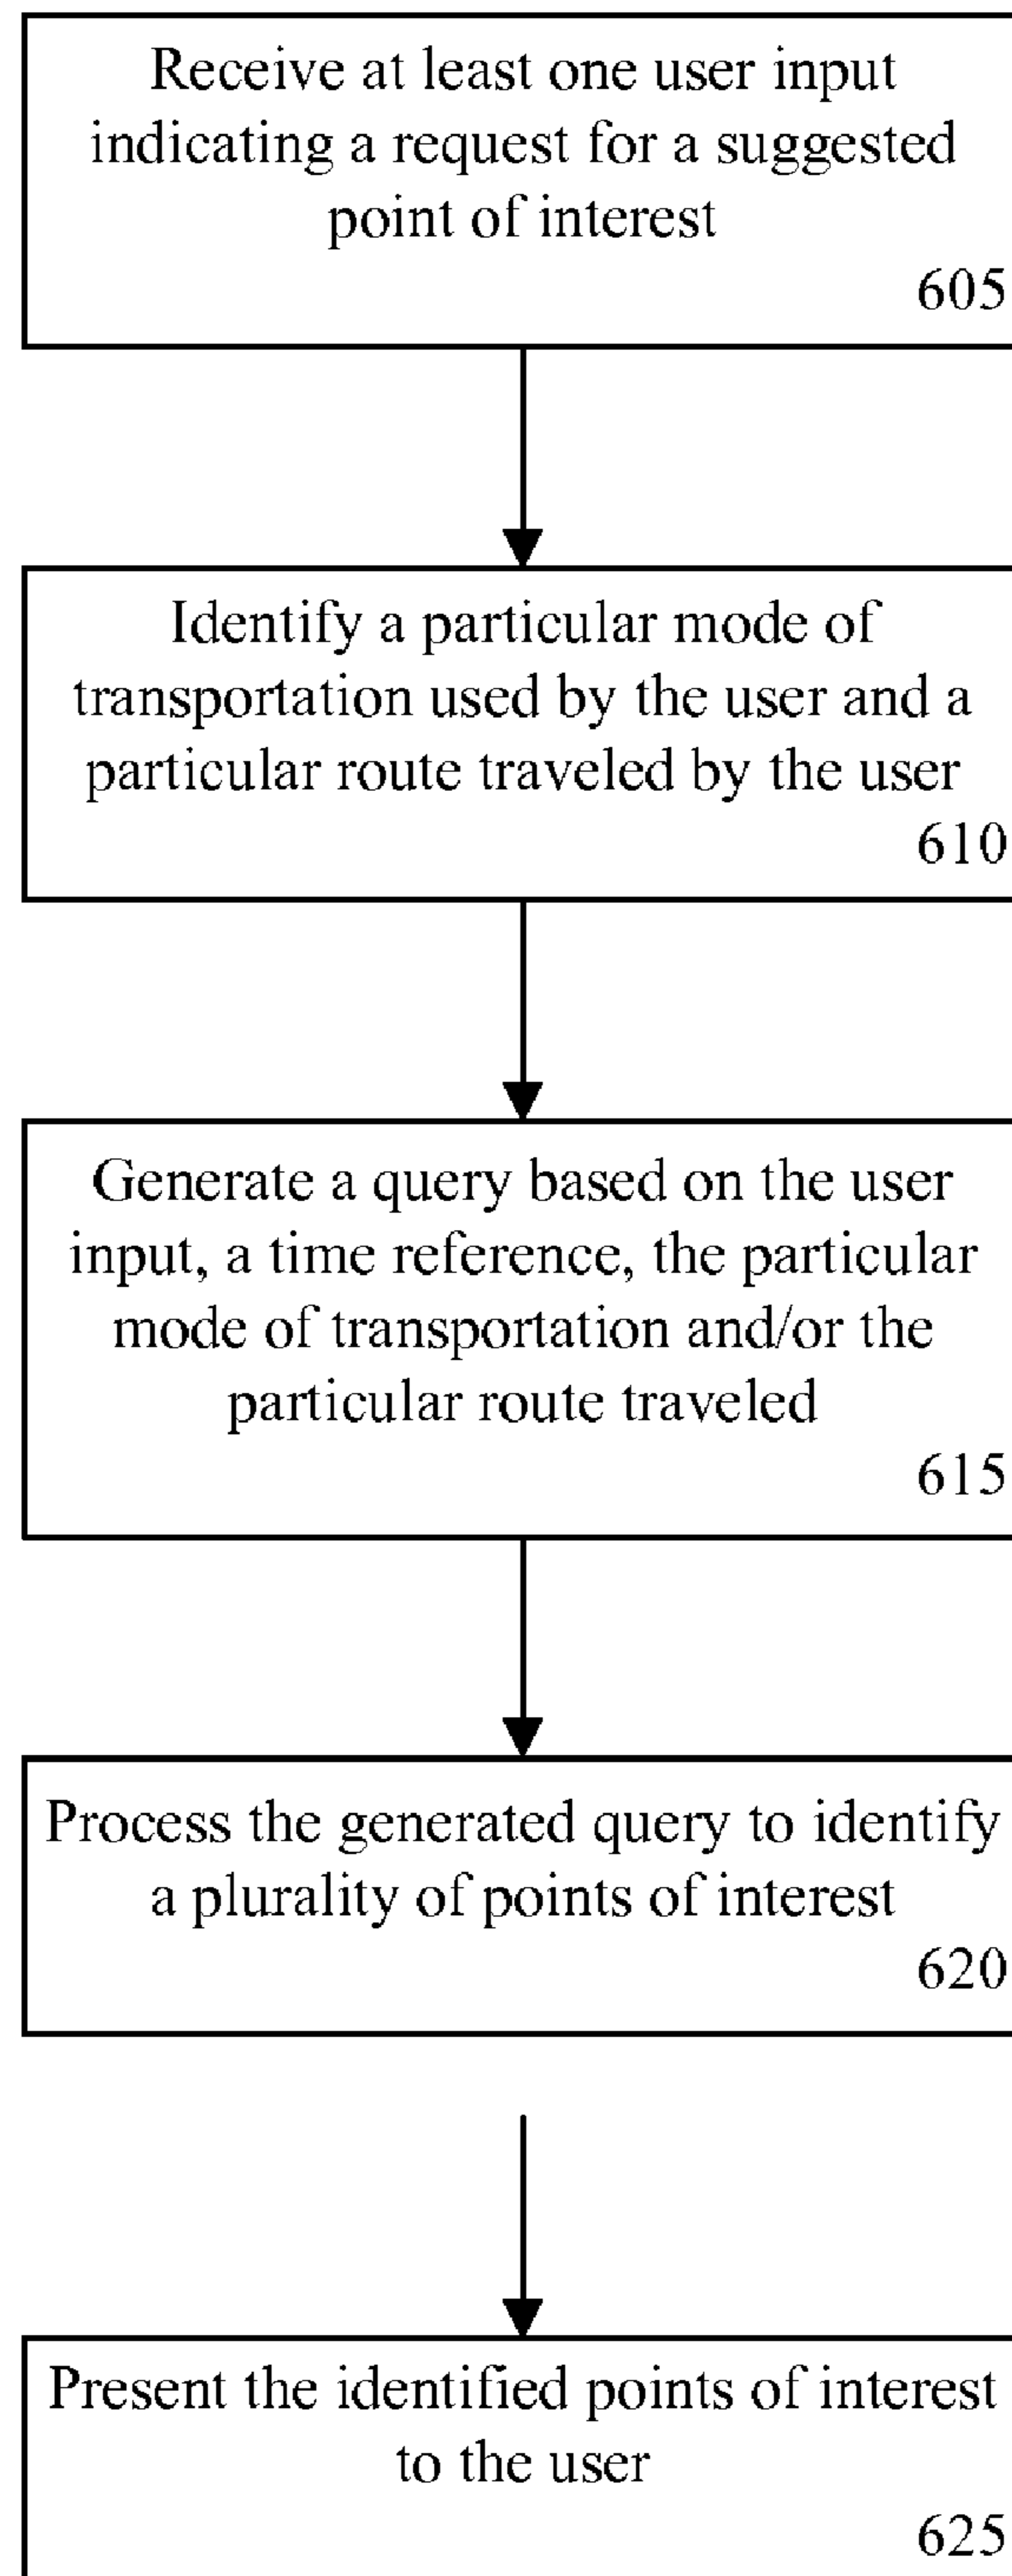 Receive at least one user input
indicating a request for a suggested
point of interest
605
Identify a particular mode of
transportation used by the user and a
particular route traveled by the user
610
Generate a query based on the user
input, a time reference, the particular
mode of transportation and/or the
particular route traveled
615
Process the generated query to identify
a plurality of points of interest
620
Present the identified points of interest
to the user
625